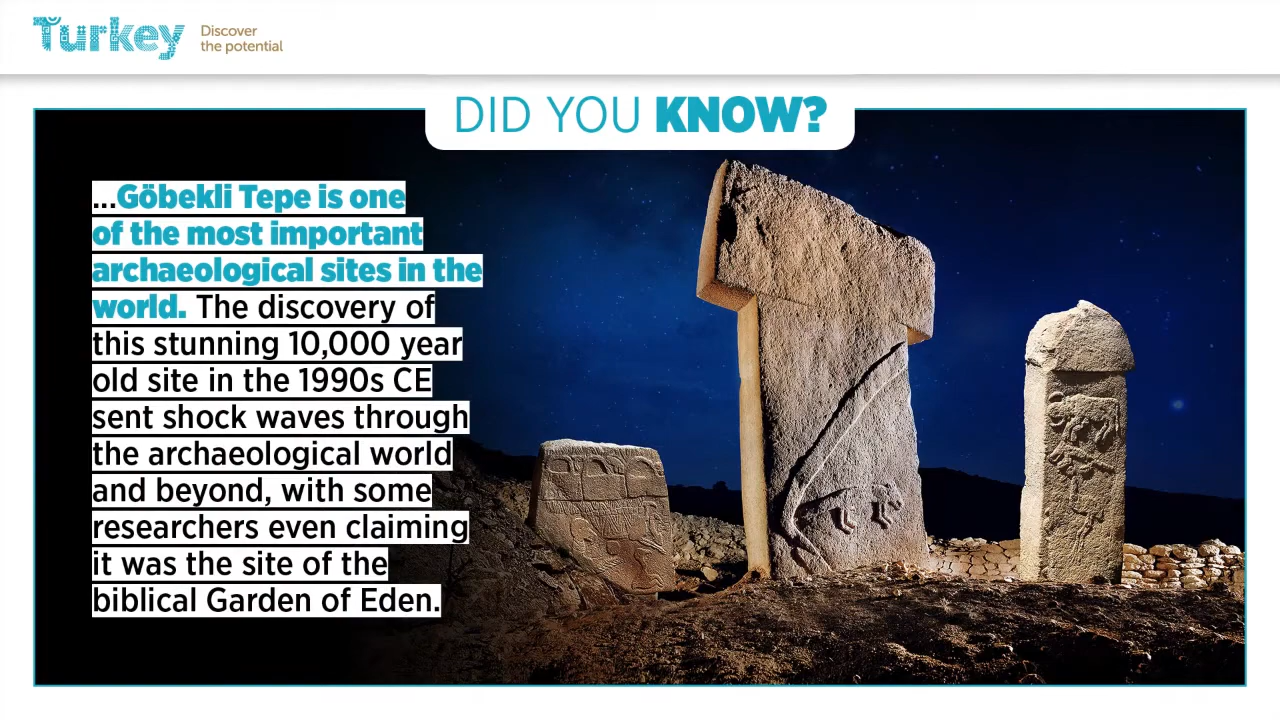 Turkey
Discover
the potential
DID YOU KNOW?
...Göbekli Tepe is one
of the most important
archaeological sites in the
world. The discovery of
this stunning 10,000 year
old site in the 1990s CE
sent shock waves through
the archaeological world
and beyond, with some
researchers even claiming
it was the site of the
biblical Garden of Eden.